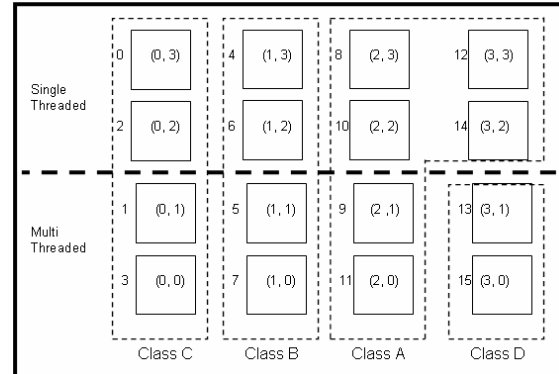 0 (0, 3) 4 (1, 3) 8 (2, 3) 12 (3, 3)
Single
Threaded
2 (0, 2) 6 (1, 2) 10 (2, 2) 14 (3, 2)
1 (0, 1) 5 (1, 1) 9 (2 ,1) 13 (3, 1)
Multi
Threaded
3 (0, 0) 7 (1, 0) 11 (2, 0) 15 (3, 0)
Class C Class B Class A Class D